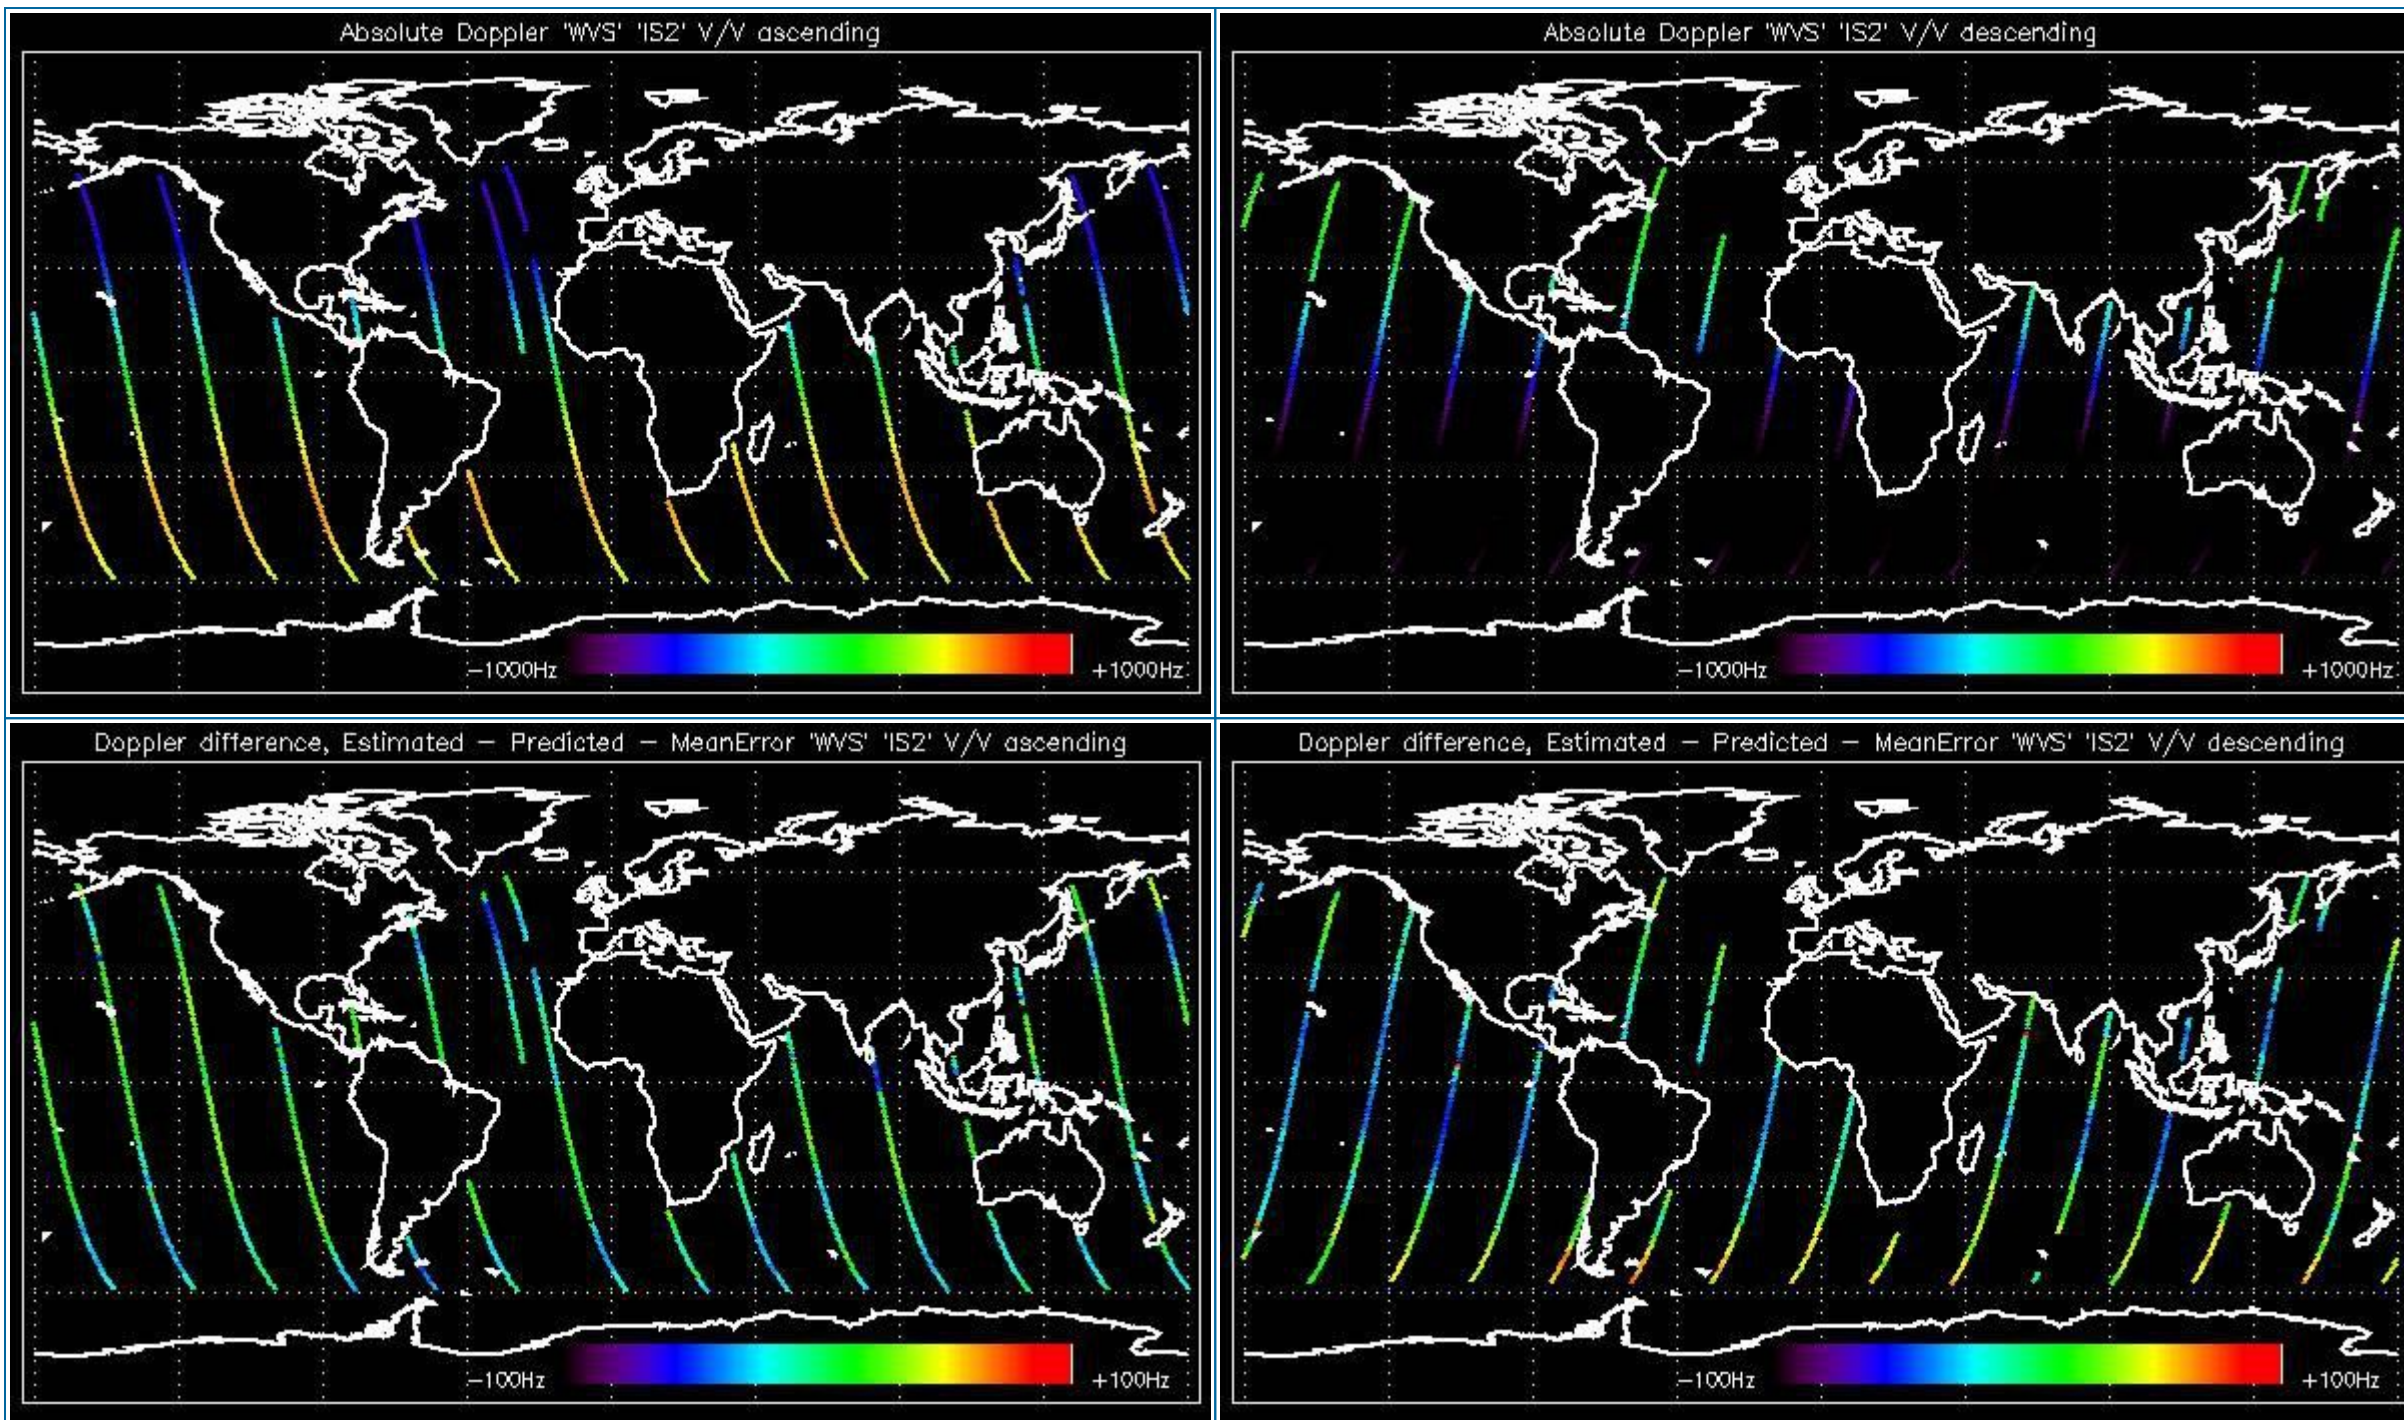 Absolute Doppler 'WVS' 'IS2' V/V ascending
-1000Hz
+1000Hz
Absolute Doppler 'WVS' 'IS2' V/V descending
-1000Hz
+1000Hz
Doppler difference, Estimated - Predicted - MeanError 'WVS' 'IS2' V/V ascending
-100Hz
+100Hz
Doppler difference, Estimated - Predicted - MeanError 'WVS' 'IS2' V/V descending
-100Hz
+100Hz